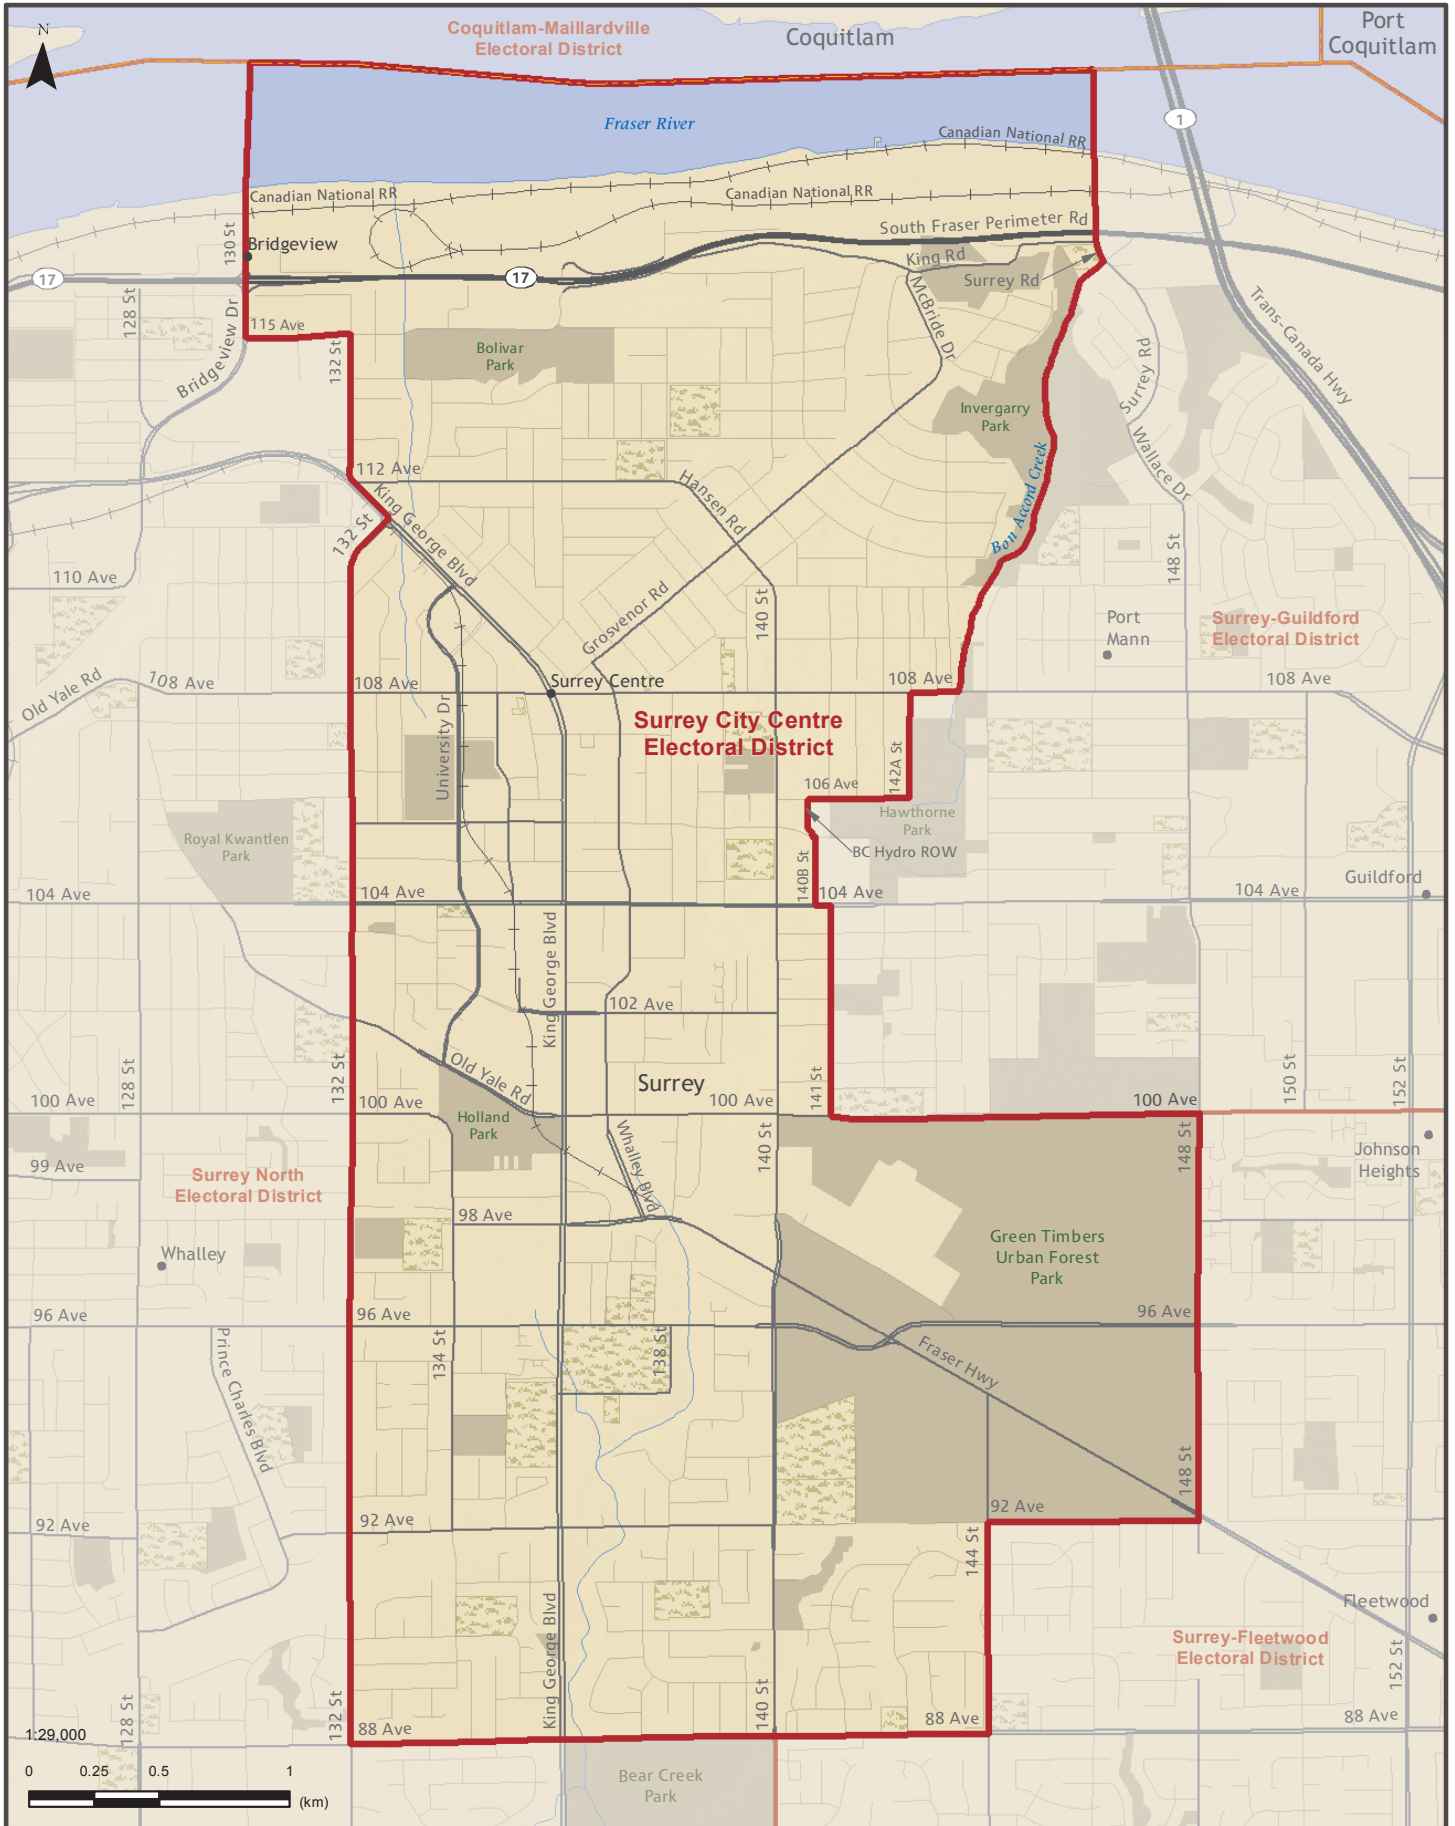 N
Coquitlam-Maillardville
Electoral District
Coquitlam
Port
Coquitlam
1
Fraser River
Canadian National RR
Canadian National RR
Canadian National RR
South Fraser Perimeter Rd
130 St
Bridgeview
King Rd
Surrey Rd
17
17
128 St
Bridgeview Dr
115 Ave
132 St
Bolivar
Park
McBride Dr
Trans-Canada Hwy
Surrey Rd
Invergarry
Park
Wallace Dr
Bon Accord Creek
112 Ave
King George Blvd
132 St
Hansen Rd
110 Ave
148 St
140 St
Grosvenor Rd
Port
Mann
Surrey-Guildford
Electoral District
Old Yale Rd
108 Ave
108 Ave
Surrey Centre
108 Ave
108 Ave
University Dr
Surrey City Centre
Electoral District
142A St
106 Ave
Hawthorne
Park
BC Hydro ROW
Royal Kwantlen
Park
140B St
104 Ave
104 Ave
104 Ave
104 Ave
Guildford
King George Blvd
102 Ave
Old Yale Rd
Surrey
132 St
128 St
141 St
150 St
152 St
100 Ave
100 Ave
100 Ave
100 Ave
Holland
Park
Whalley Blvd
140 St
148 St
Johnson
Heights
99 Ave
Surrey North
Electoral District
98 Ave
Green Timbers
Urban Forest
Park
Whalley
96 Ave
96 Ave
96 Ave
Prince Charles Blvd
134 St
138 St
Fraser Hwy
148 St
92 Ave
92 Ave
92 Ave
144 St
King George Blvd
Fleetwood
Surrey-Fleetwood
Electoral District
152 St
128 St
132 St
140 St
88 Ave
88 Ave
88 Ave
1:29,000
0 0.25 0.5 1
(km)
Bear Creek
Park